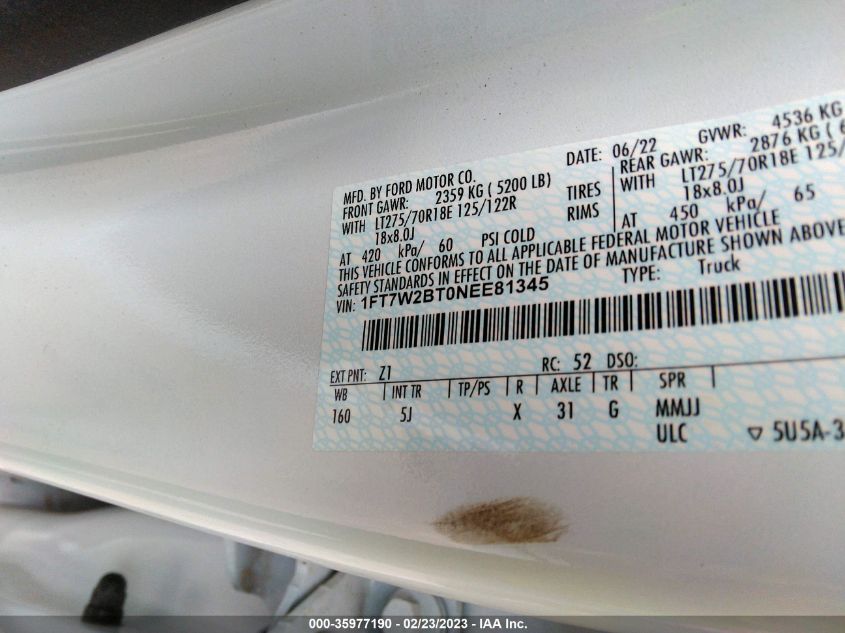 MFD. BY FORD MOTOR CO. DATE: 06/22 GVWR: 4536 KG
FRONT GAWR: 2359 KG ( 5200 LB) REAR GAWR: 2876 KG (
WITH LT275/70R18E 125/122R TIRES WITH LT275/70R18E 125/
18x8.0J RIMS 18x8.0J
AT 420 kPa/ 60 PSI COLD AT 450 kPa/ 65
THIS VEHICLE CONFORMS TO ALL APPLICABLE FEDERAL MOTOR VEHICLE
SAFETY STANDARDS IN EFFECT ON THE DATE OF MANUFACTURE SHOWN ABOVE
VIN: 1FT7W2BT0NEE81345 TYPE: Truck
EXT PNT: Z1 RC: 52 DSO:
WB INT TR TP/PS R AXLE TR SPR
160 5J X 31 G MMJJ
ULC ▽ 5U5A-3
000-35977190 - 02/23/2023 - IAA Inc.